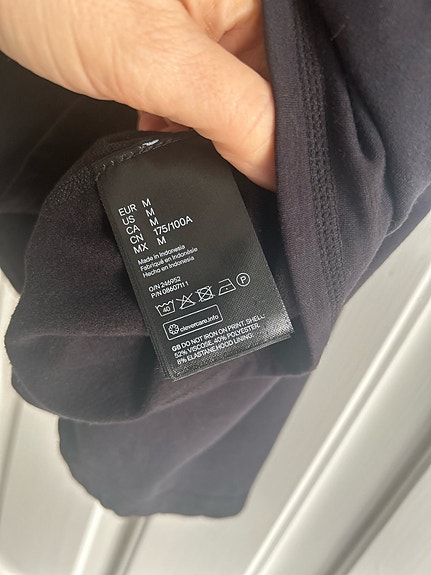 EUR M
US M
CA M
CN 175/100A
MX M
Made in Indonesia
Fabriqué en Indonésie
Hecho en Indonesia
O/N 246952
P/N 0860711 1
40 P
clevercare.info
GB DO NOT IRON ON PRINT. SHELL:
52% VISCOSE. 40% POLYESTER.
8% ELASTANE.HOOD LINING: